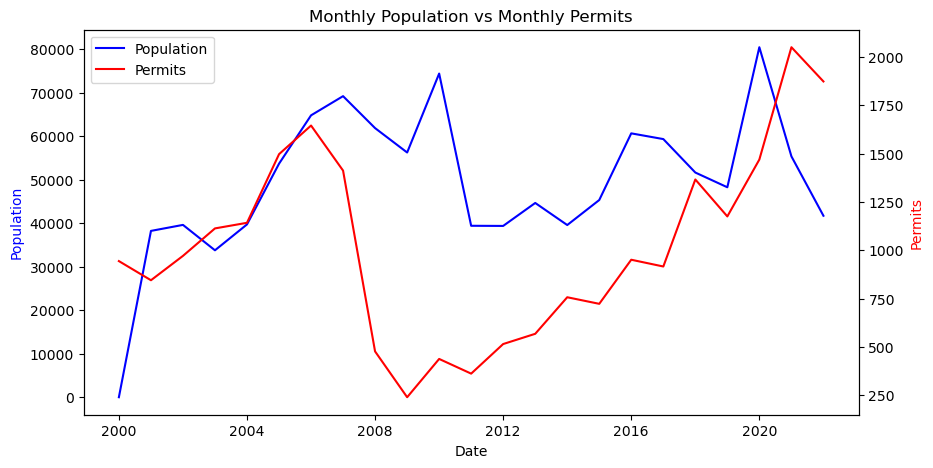 Monthly Population vs Monthly Permits
Population
Permits
80000
70000
60000
50000
40000
30000
20000
10000
0
Population
2000
1750
1500
1250
1000
750
500
250
Permits
2000 2004 2008 2012 2016 2020
Date